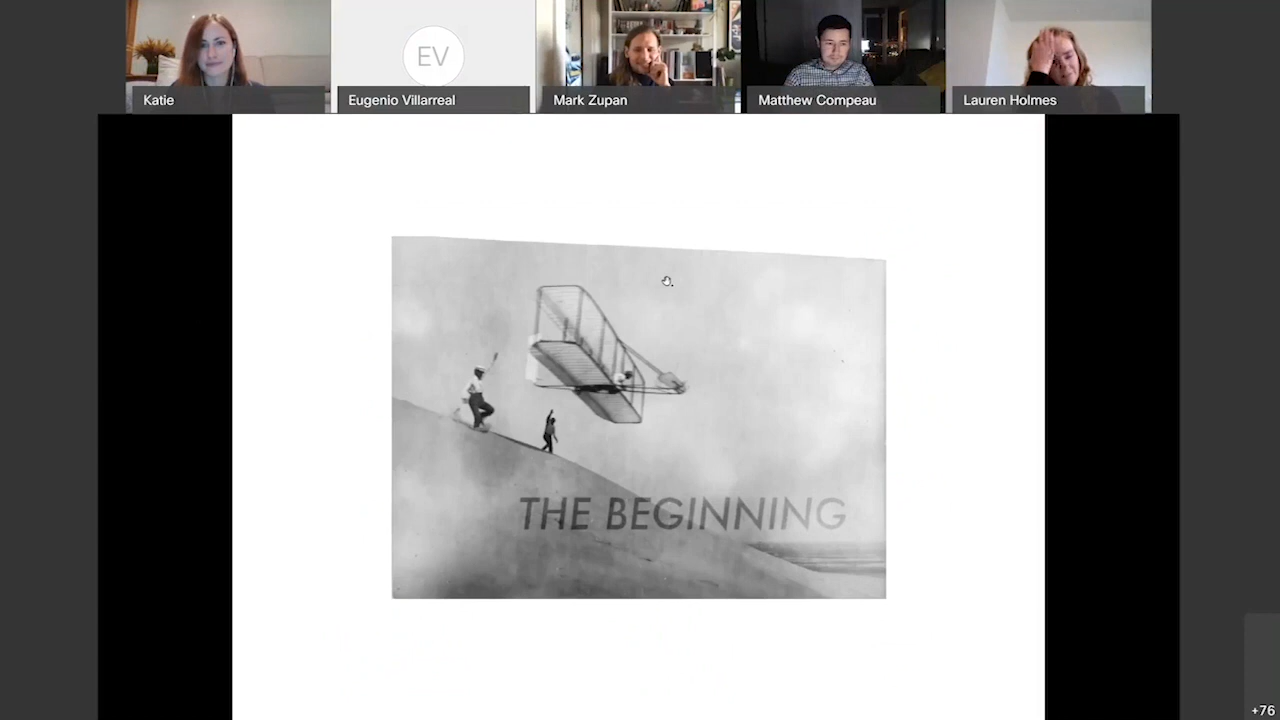 EV
Katie
Eugenio Villarreal
Mark Zupan
Matthew Compeau
Lauren Holmes
THE BEGINNING
+76